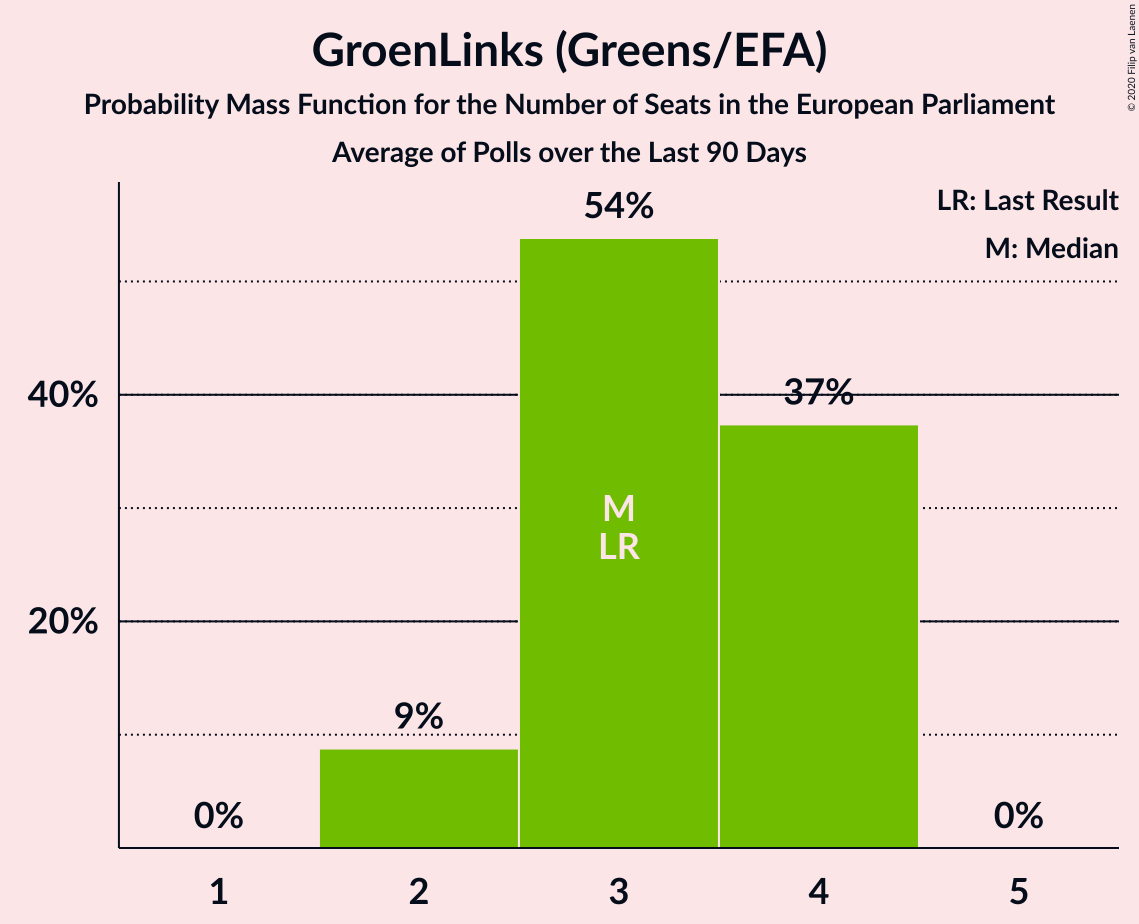 GroenLinks (Greens/EFA)
Probability Mass Function for the Number of Seats in the European Parliament
Average of Polls over the Last 90 Days
© 2020 Filip van Laenen
LR: Last Result
M: Median
54%
40%
37%
M
LR
20%
9%
0%
0%
1 2 3 4 5